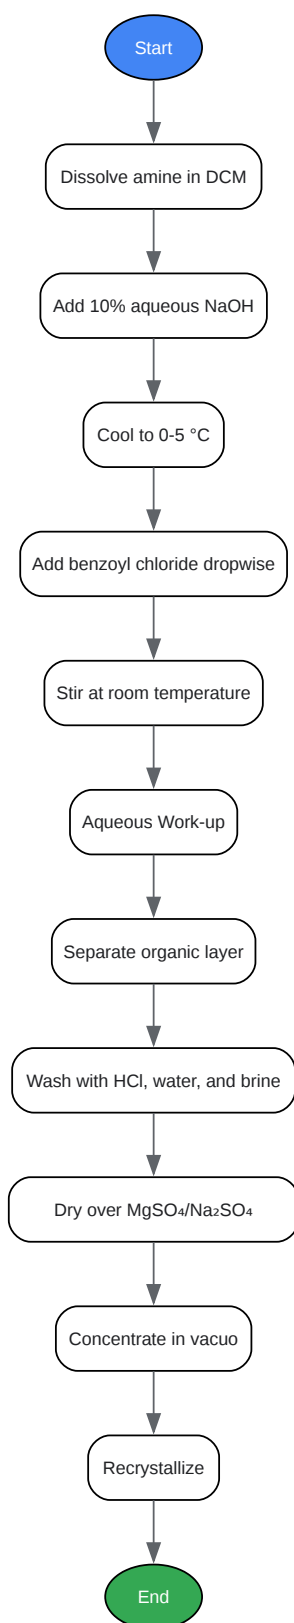 Start
Dissolve amine in DCM
Add 10% aqueous NaOH
Cool to 0-5 °C
Add benzoyl chloride dropwise
Stir at room temperature
Aqueous Work-up
Separate organic layer
Wash with HCl, water, and brine
Dry over MgSO₄/Na₂SO₄
Concentrate in vacuo
Recrystallize
End